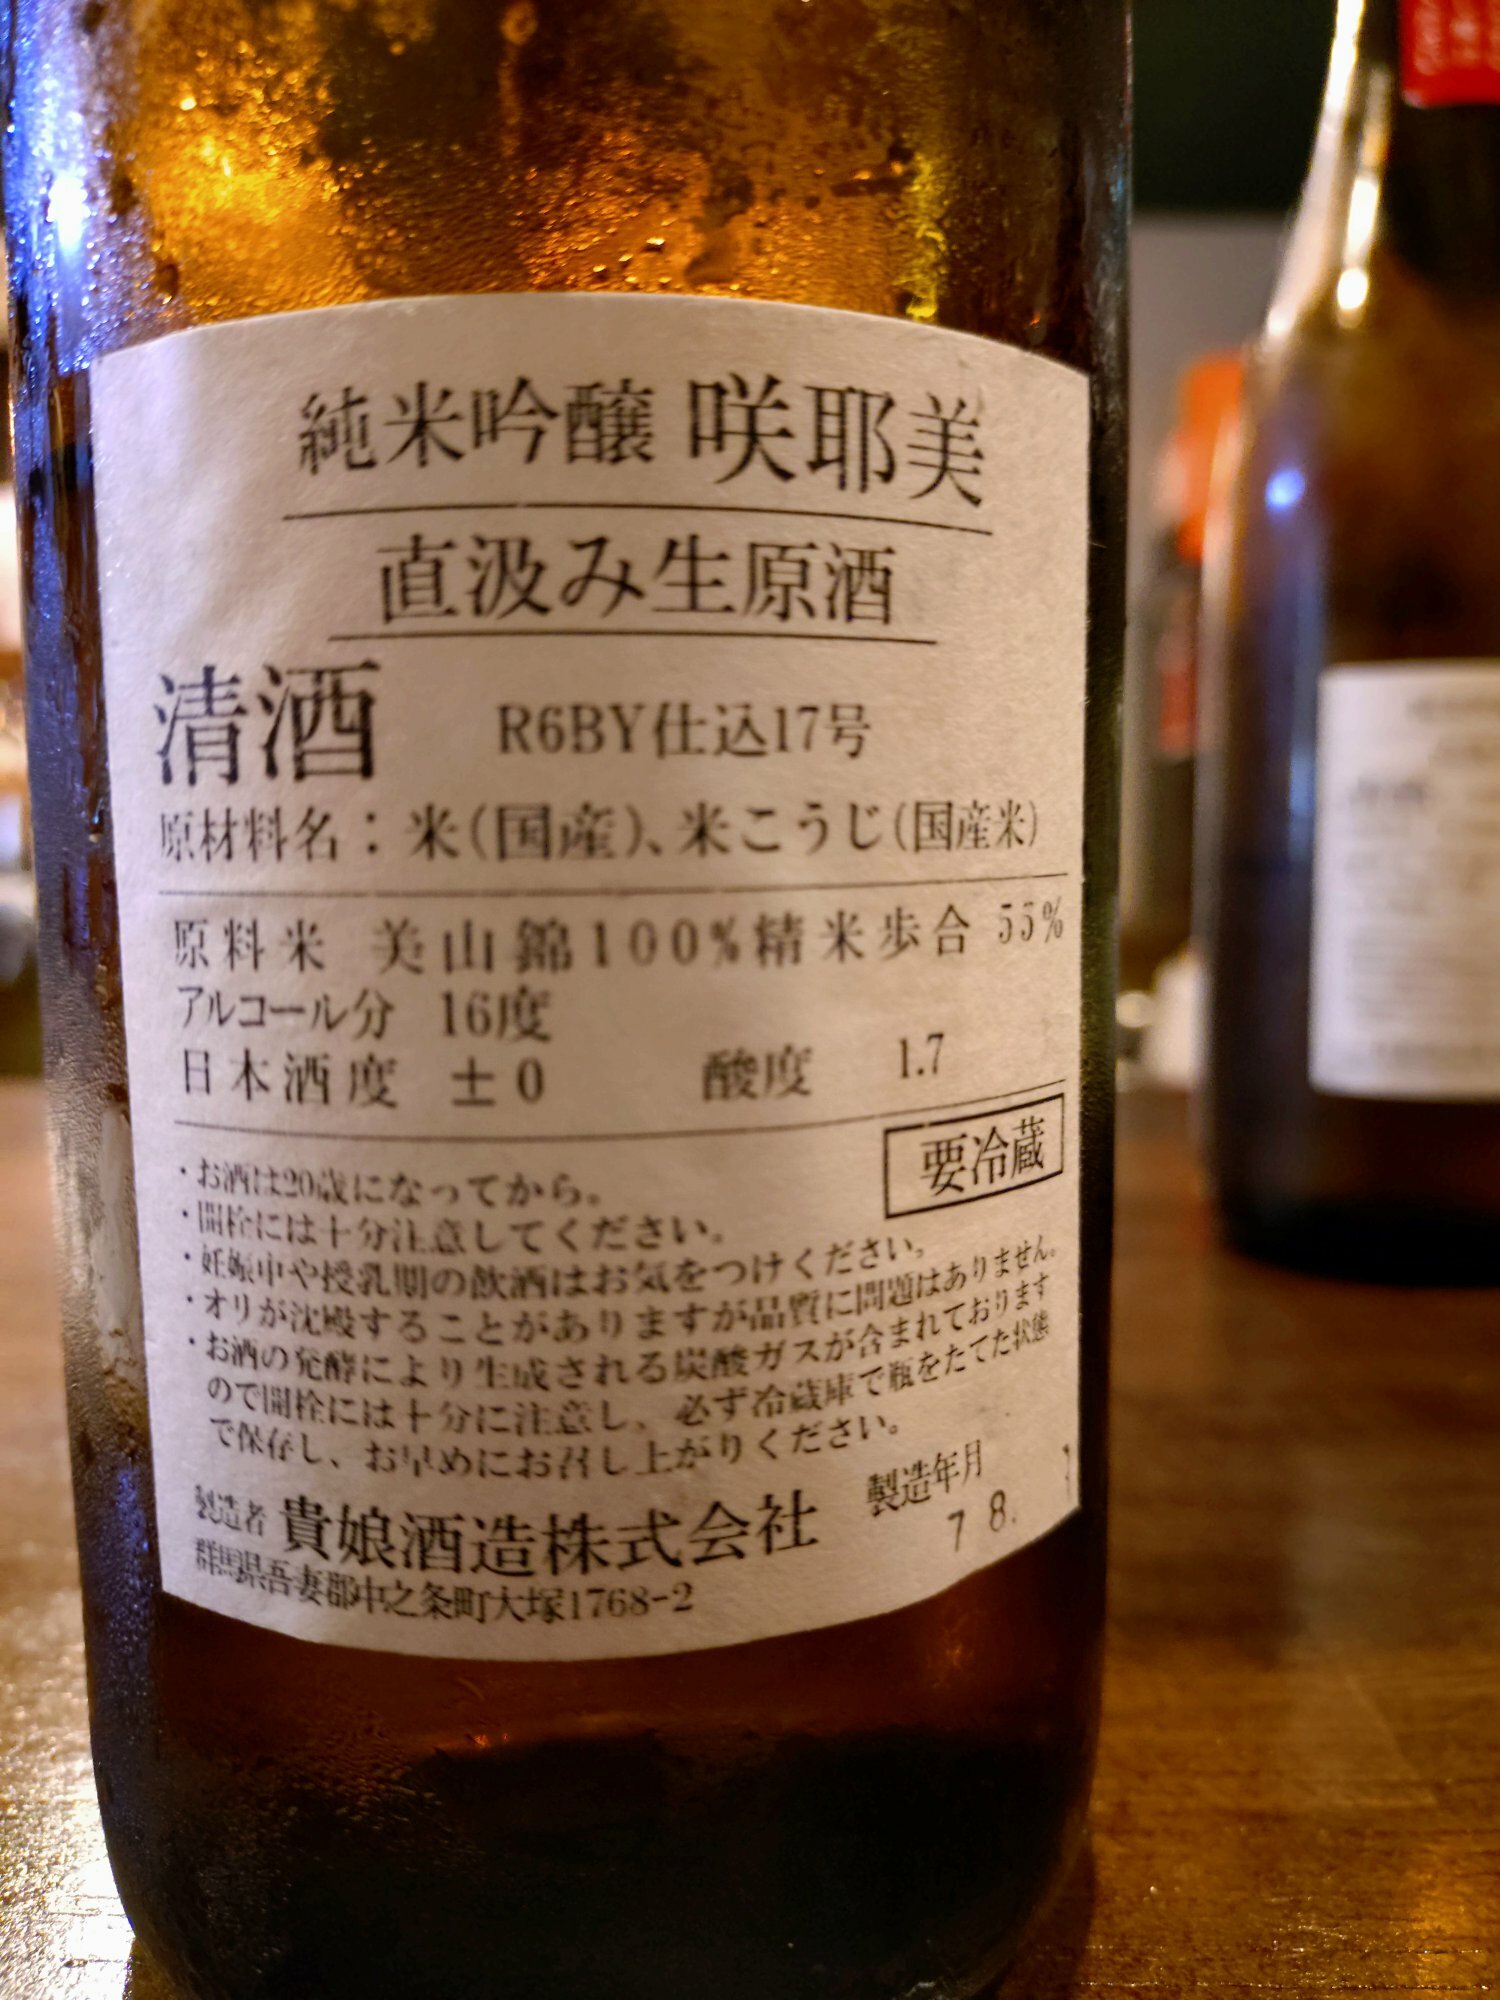 純米吟醸 咲耶美
直汲み生原酒
清酒 R6BY仕込17号
原材料名：米(国産)、米こうじ(国産米)
原料米 美山錦100%精米歩合 55%
アルコール分 16度
日本酒度 ±0 酸度 1.7
要冷蔵
・お酒は20歳になってから。
・開栓には十分注意してください。
・妊娠中や授乳期の飲酒はお気をつけください。
・オリが沈殿することがありますが品質に問題はありません。
・お酒の発酵により生成される炭酸ガスが含まれております
ので開栓には十分に注意し、必ず冷蔵庫で瓶をたてた状態
で保存し、お早めにお召し上がりください。
製造者 貴娘酒造株式会社 製造年月
群馬県吾妻郡中之条町大塚1768-2 7 8.